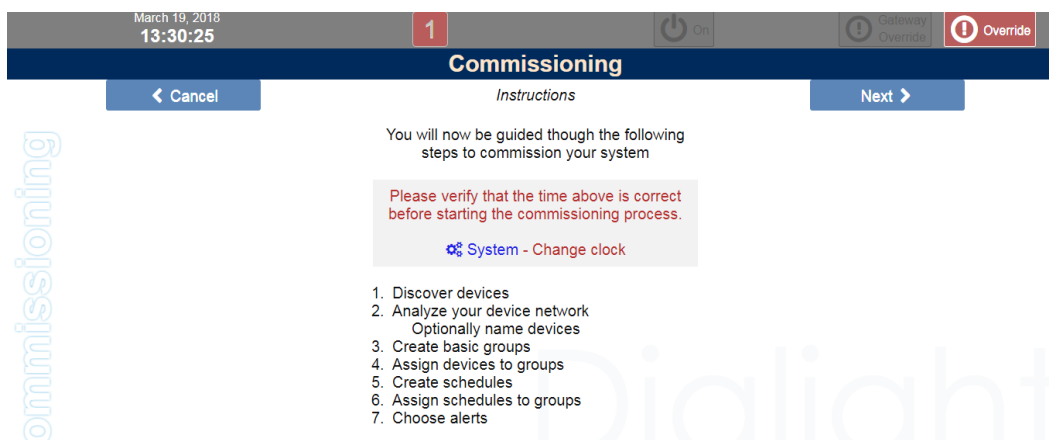 March 19, 2018
13:30:25
1
On
Gateway
Override
Override
Commissioning
Cancel
Instructions
Next
You will now be guided though the following
steps to commission your system
Please verify that the time above is correct
before starting the commissioning process.
System - Change clock
1. Discover devices
2. Analyze your device network
Optionally name devices
3. Create basic groups
4. Assign devices to groups
5. Create schedules
6. Assign schedules to groups
7. Choose alerts
ommissioning
Dialight